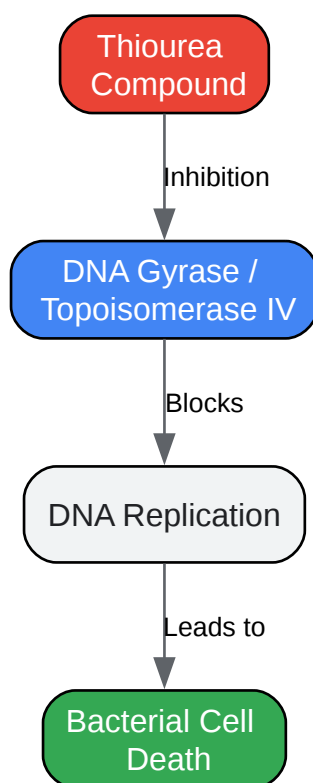 Thiourea
Compound
Inhibition
DNA Gyrase /
Topoisomerase IV
Blocks
DNA Replication
Leads to
Bacterial Cell
Death